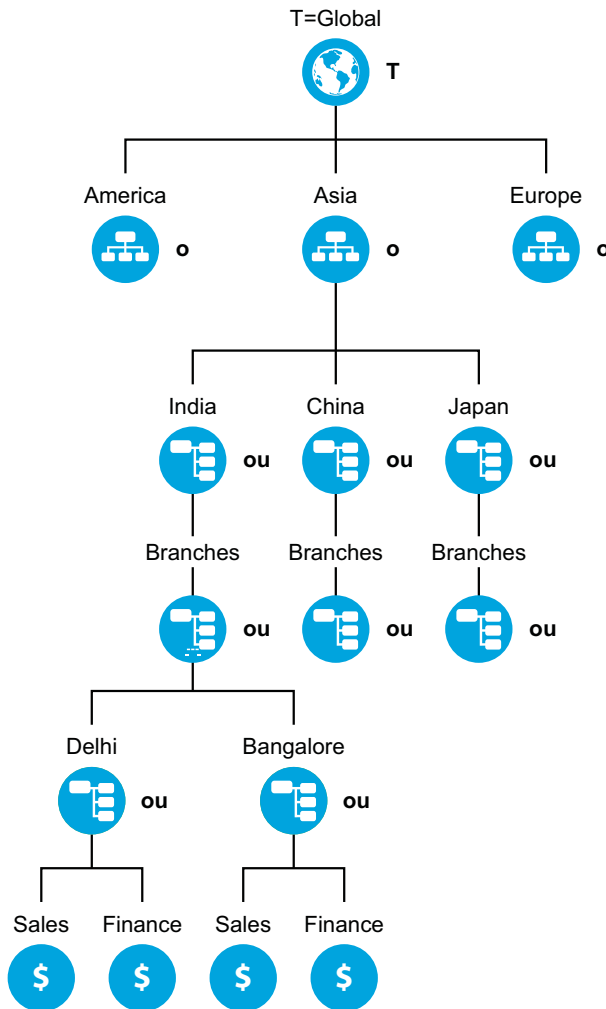 T=Global
T
America Asia Europe
o o o
India China Japan
ou ou ou
Branches Branches Branches
ou ou ou
Delhi Bangalore
ou ou
Sales Finance Sales Finance
$ $ $ $